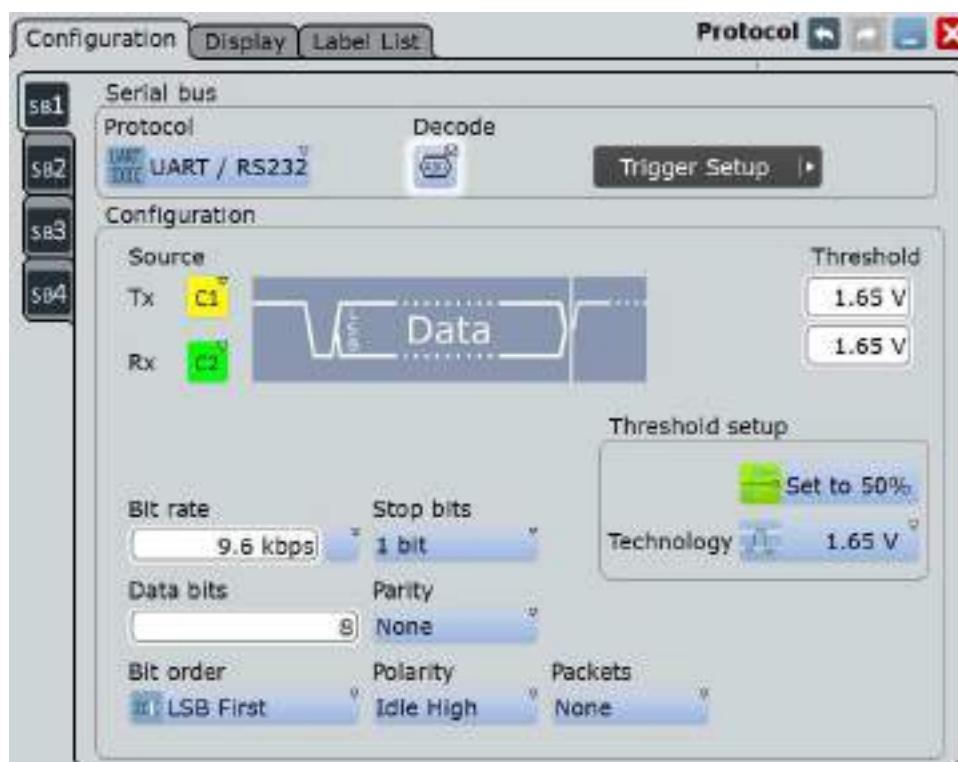 Configuration Display Label List Protocol
SB1
SB2
SB3
SB4
Serial bus
Protocol Decode
UART / RS232 Trigger Setup
Configuration
Source Threshold
Tx C1 Data 1.65 V
Rx C2 1.65 V
Threshold setup
Set to 50%
Bit rate Stop bits
9.6 kbps 1 bit Technology 1.65 V
Data bits Parity
8 None
Bit order Polarity Packets
LSB First Idle High None